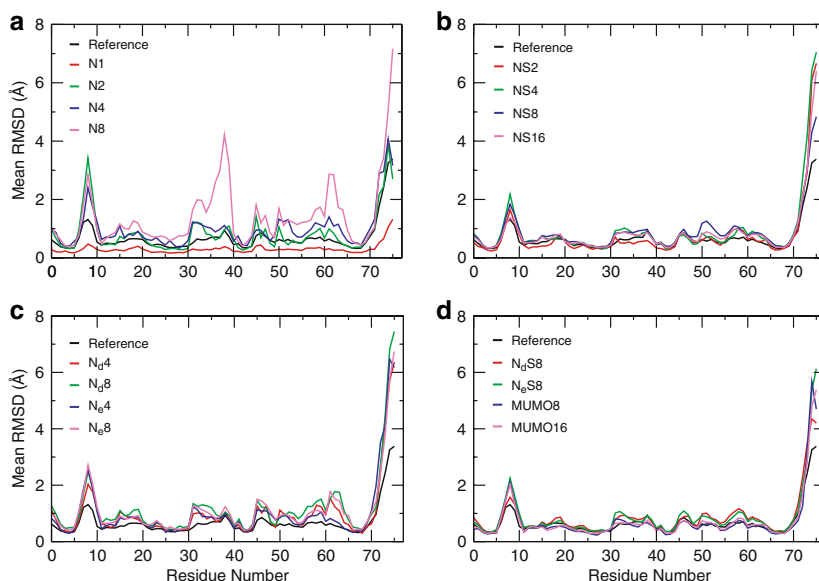 a
b
8
6
4
2
0
Mean RMSD (Å)
Reference
N1
N2
N4
N8
0 10 20 30 40 50 60 70
8
6
4
2
0
Reference
NS2
NS4
NS8
NS16
0 10 20 30 40 50 60 70
c
d
8
6
4
2
0
Mean RMSD (Å)
Reference
Nd4
Nd8
Ne4
Ne8
0 10 20 30 40 50 60 70
Residue Number
8
6
4
2
0
Reference
NdS8
NeS8
MUMO8
MUMO16
0 10 20 30 40 50 60 70
Residue Number